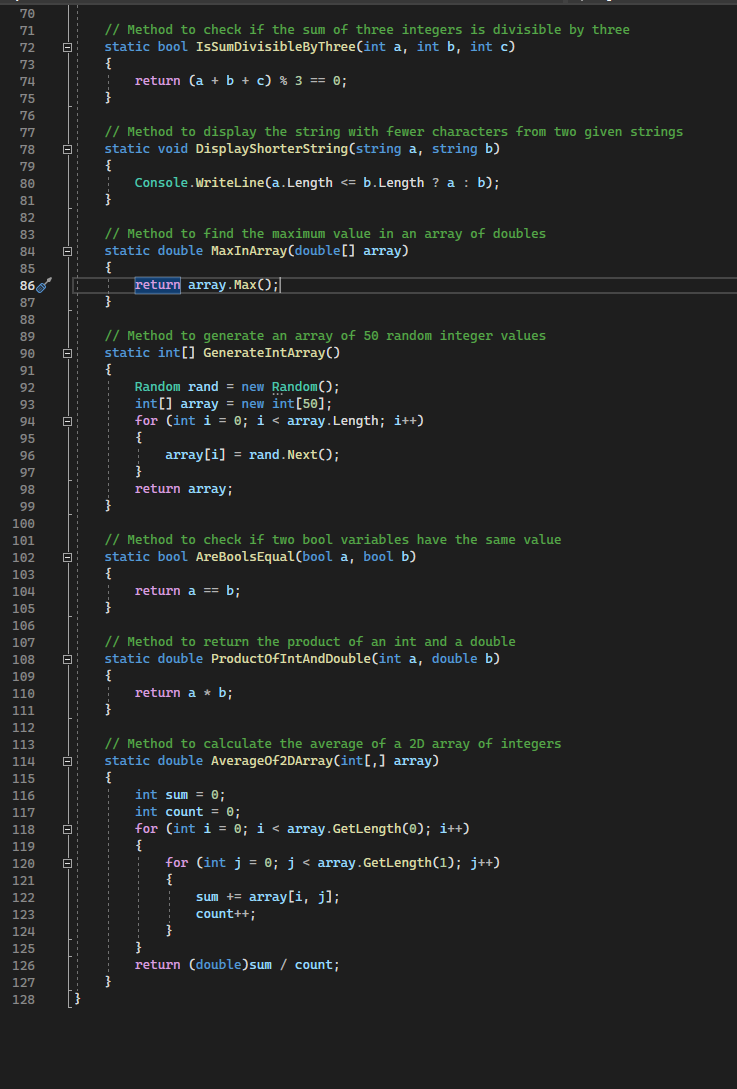 70
71 // Method to check if the sum of three integers is divisible by three
72 static bool IsSumDivisibleByThree(int a, int b, int c)
73 {
74 return (a + b + c) % 3 == 0;
75 }
76
77 // Method to display the string with fewer characters from two given strings
78 static void DisplayShorterString(string a, string b)
79 {
80 Console.WriteLine(a.Length <= b.Length ? a : b);
81 }
82
83 // Method to find the maximum value in an array of doubles
84 static double MaxInArray(double[] array)
85 {
86 return array.Max();
87 }
88
89 // Method to generate an array of 50 random integer values
90 static int[] GenerateIntArray()
91 {
92 Random rand = new Random();
93 int[] array = new int[50];
94 for (int i = 0; i < array.Length; i++)
95 {
96 array[i] = rand.Next();
97 }
98 return array;
99 }
100
101 // Method to check if two bool variables have the same value
102 static bool AreBoolsEqual(bool a, bool b)
103 {
104 return a == b;
105 }
106
107 // Method to return the product of an int and a double
108 static double ProductOfIntAndDouble(int a, double b)
109 {
110 return a * b;
111 }
112
113 // Method to calculate the average of a 2D array of integers
114 static double AverageOf2DArray(int[,] array)
115 {
116 int sum = 0;
117 int count = 0;
118 for (int i = 0; i < array.GetLength(0); i++)
119 {
120 for (int j = 0; j < array.GetLength(1); j++)
121 {
122 sum += array[i, j];
123 count++;
124 }
125 }
126 return (double)sum / count;
127 }
128 }